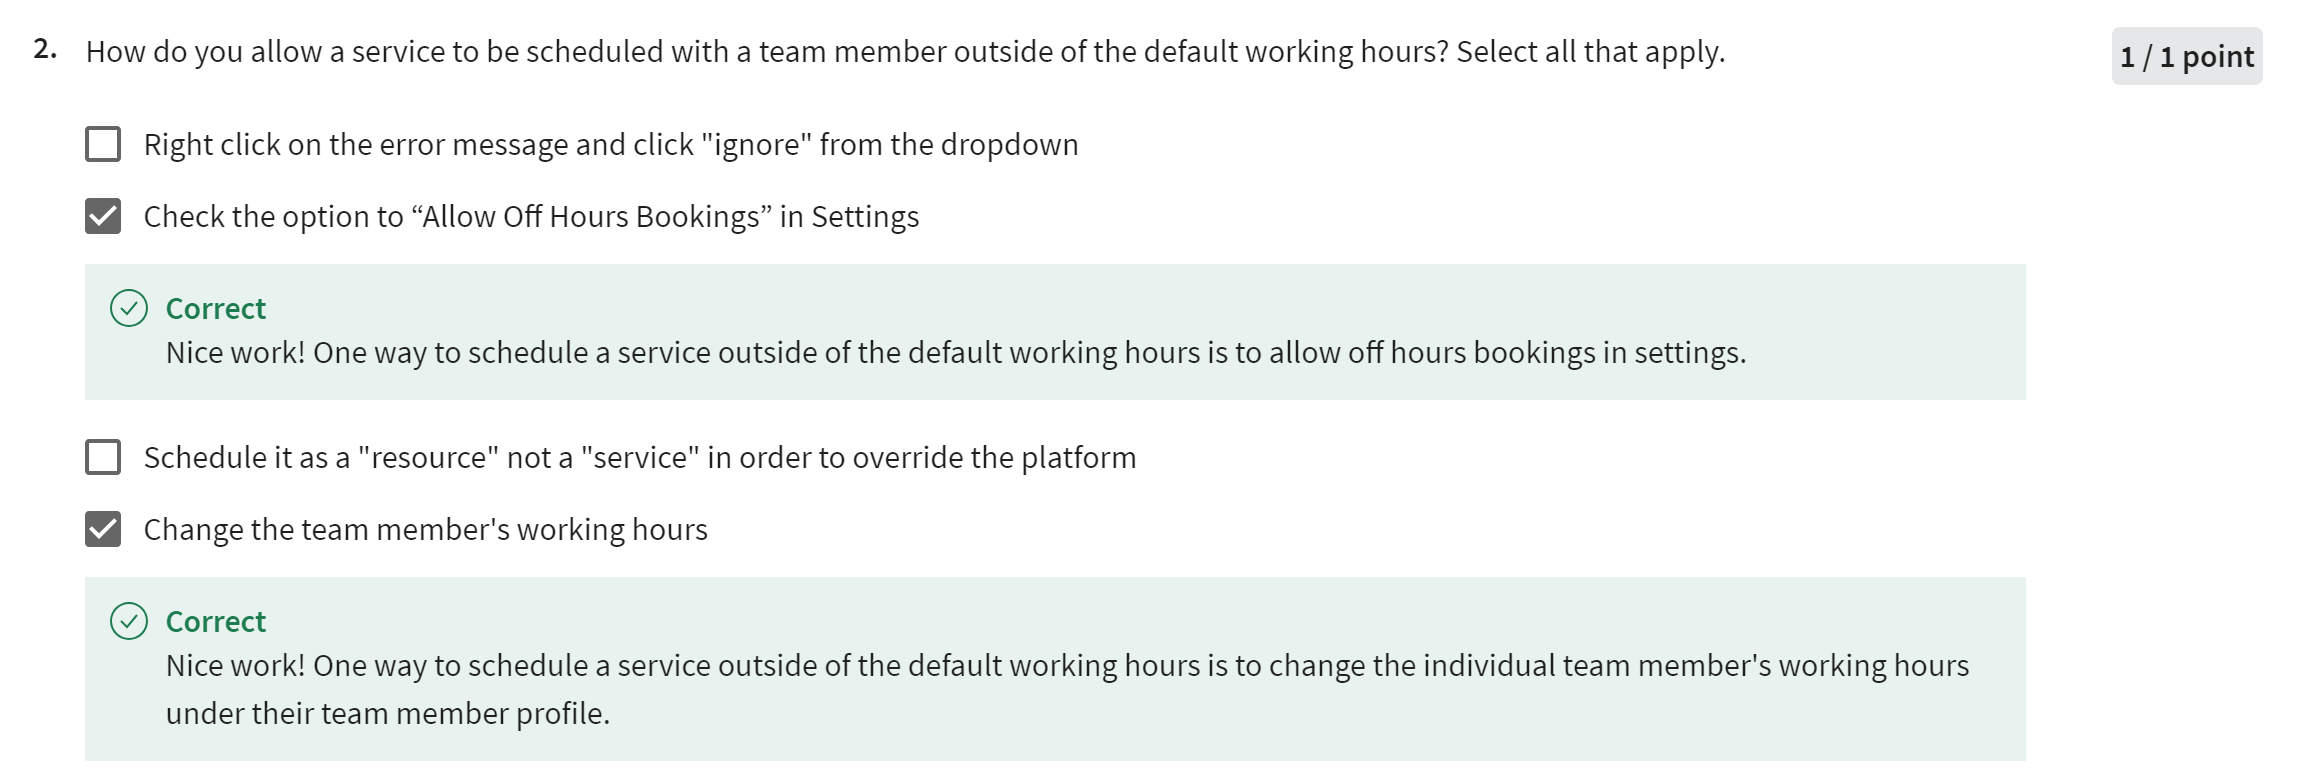 2. How do you allow a service to be scheduled with a team member outside of the default working hours? Select all that apply.
1 / 1 point
Right click on the error message and click "ignore" from the dropdown
Check the option to “Allow Off Hours Bookings” in Settings
Correct
Nice work! One way to schedule a service outside of the default working hours is to allow off hours bookings in settings.
Schedule it as a "resource" not a "service" in order to override the platform
Change the team member's working hours
Correct
Nice work! One way to schedule a service outside of the default working hours is to change the individual team member's working hours
under their team member profile.